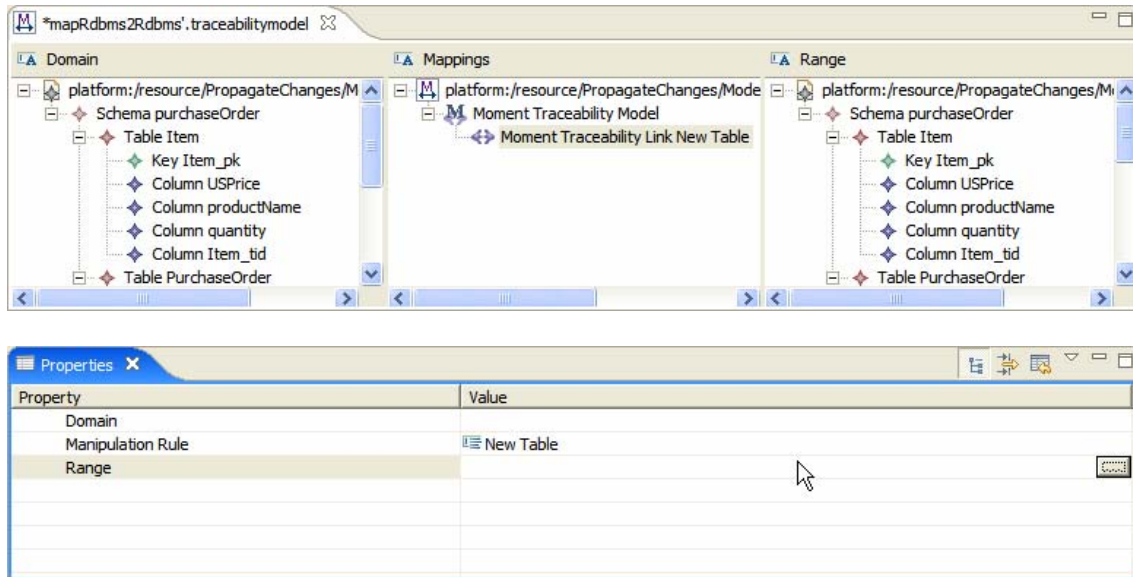 *mapRdbms2Rdbms'.traceabilitymodel
Domain
platform:/resource/PropagateChanges/M
Schema purchaseOrder
Table Item
Key Item_pk
Column USPrice
Column productName
Column quantity
Column Item_tid
Table PurchaseOrder
Mappings
platform:/resource/PropagateChanges/Mode
Moment Traceability Model
Moment Traceability Link New Table
Range
platform:/resource/PropagateChanges/M
Schema purchaseOrder
Table Item
Key Item_pk
Column USPrice
Column productName
Column quantity
Column Item_tid
Table PurchaseOrder
Properties
Property Value
Domain
Manipulation Rule New Table
Range